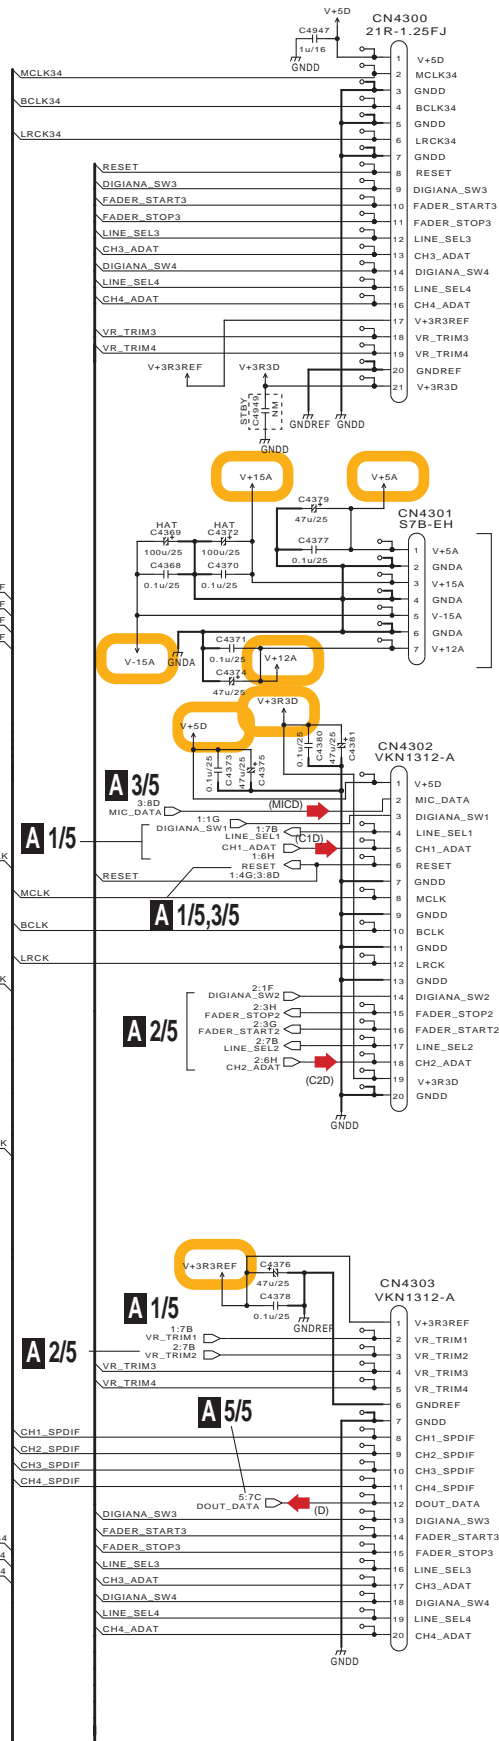 V+5D
CN4300
21R-1.25FJ
C4947
1u/16
GNDD
1 V+5D
MCLK34 2 MCLK34
3 GNDD
BCLK34 4 BCLK34
5 GNDD
LRCK34 6 LRCK34
7 GNDD
RESET 8 RESET
DIGIANA_SW3 9 DIGIANA_SW3
FADER_START3 10 FADER_START3
FADER_STOP3 11 FADER_STOP3
LINE_SEL3 12 LINE_SEL3
CH3_ADAT 13 CH3_ADAT
DIGIANA_SW4 14 DIGIANA_SW4
LINE_SEL4 15 LINE_SEL4
CH4_ADAT 16 CH4_ADAT
17 V+3R3REF
VR_TRIM3 18 VR_TRIM3
VR_TRIM4 19 VR_TRIM4
V+3R3REF V+3R3D 20 GNDREF
21 V+3R3D
STBY
C4949
NM
GNDREF GNDD
GNDD
V+15A V+5A
C4379
47u/25
CN4301
S7B-EH
HAT HAT
C4369 C4372
100u/25 100u/25
C4377
0.1u/25
C4368 C4370
0.1u/25 0.1u/25
1 V+5A
2 GNDA
3 V+15A
4 GNDA
5 V-15A
6 GNDA
7 V+12A
V-15A GNDA
C4371
0.1u/25
V+12A
C4374
47u/25
V+3R3D
V+5D
0.1u/25
C4373
47u/25
C4375
0.1u/25
C4380
47u/25
C4381
CN4302
VKN1312-A
A 3/5
3:8D
MIC_DATA
(MICD)
1 V+5D
2 MIC_DATA
3 DIGIANA_SW1
4 LINE_SEL1
5 CH1_ADAT
6 RESET
7 GNDD
8 MCLK
9 GNDD
10 BCLK
11 GNDD
12 LRCK
13 GNDD
14 DIGIANA_SW2
15 FADER_STOP2
16 FADER_START2
17 LINE_SEL2
18 CH2_ADAT
19 V+3R3D
20 GNDD
A 1/5
1:1G
DIGIANA_SW1
1:7B
LINE_SEL1
(C1D)
CH1_ADAT
1:6H
RESET
1:4G;3:8D
RESET
MCLK
A 1/5,3/5
BCLK
LRCK
A 2/5
2:1F
DIGIANA_SW2
2:3H
FADER_STOP2
2:3G
FADER_START2
2:7B
LINE_SEL2
2:6H
CH2_ADAT
(C2D)
GNDD
V+3R3REF
C4376
47u/25
C4378
0.1u/25
GNDREF
CN4303
VKN1312-A
A 1/5
1:7B
VR_TRIM1
2:7B
VR_TRIM2
A 2/5
1 V+3R3REF
2 VR_TRIM1
3 VR_TRIM2
VR_TRIM3 4 VR_TRIM3
VR_TRIM4 5 VR_TRIM4
6 GNDREF
7 GNDD
A 5/5
CH1_SPDIF 8 CH1_SPDIF
CH2_SPDIF 9 CH2_SPDIF
CH3_SPDIF 10 CH3_SPDIF
CH4_SPDIF 11 CH4_SPDIF
5:7C
DOUT_DATA
(D)
12 DOUT_DATA
DIGIANA_SW3 13 DIGIANA_SW3
FADER_START3 14 FADER_START3
FADER_STOP3 15 FADER_STOP3
LINE_SEL3 16 LINE_SEL3
CH3_ADAT 17 CH3_ADAT
DIGIANA_SW4 18 DIGIANA_SW4
LINE_SEL4 19 LINE_SEL4
CH4_ADAT 20 CH4_ADAT
GNDD